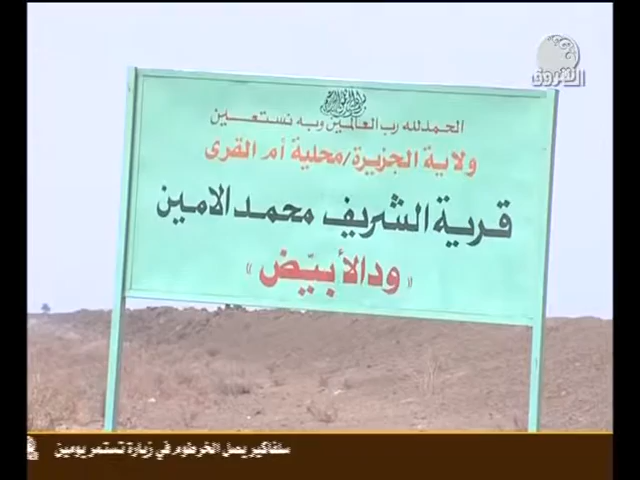 الشروق
بسم الله الرحمن الرحيم
الحمدلله رب العالمين وبه نستعين
ولاية الجزيرة/محلية أم القرى
قرية الشريف محمد الامين
((ودالأبيّض))
سلفاكير يصل الخرطوم في زيارة تستمر يومين